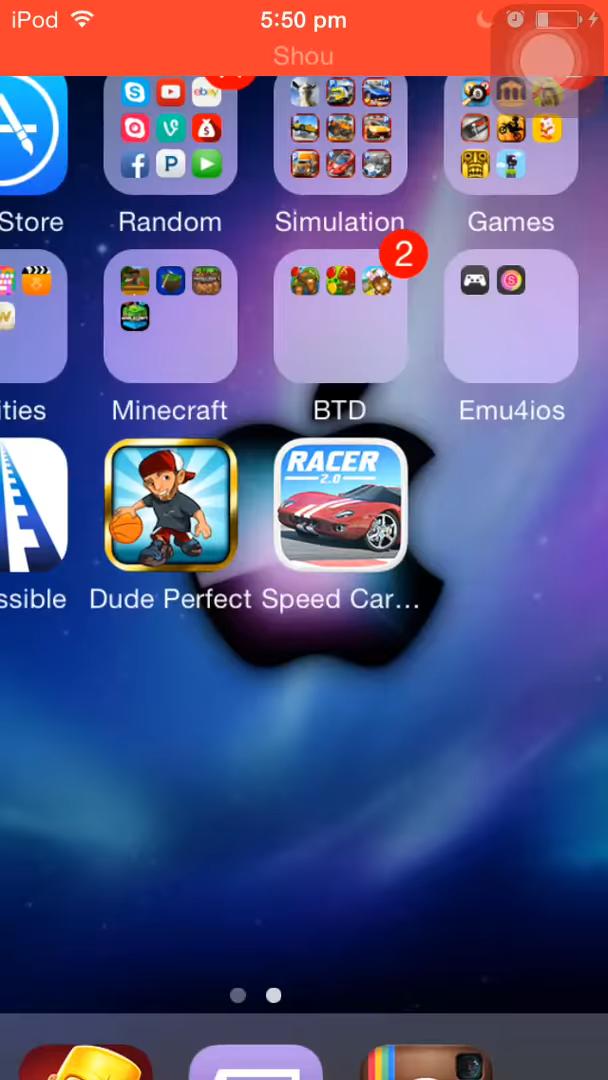 iPod 5:50 pm
Shou
Store Random Simulation Games
2
ities Minecraft BTD Emu4ios
RACER
2.0
ssible Dude Perfect Speed Car...